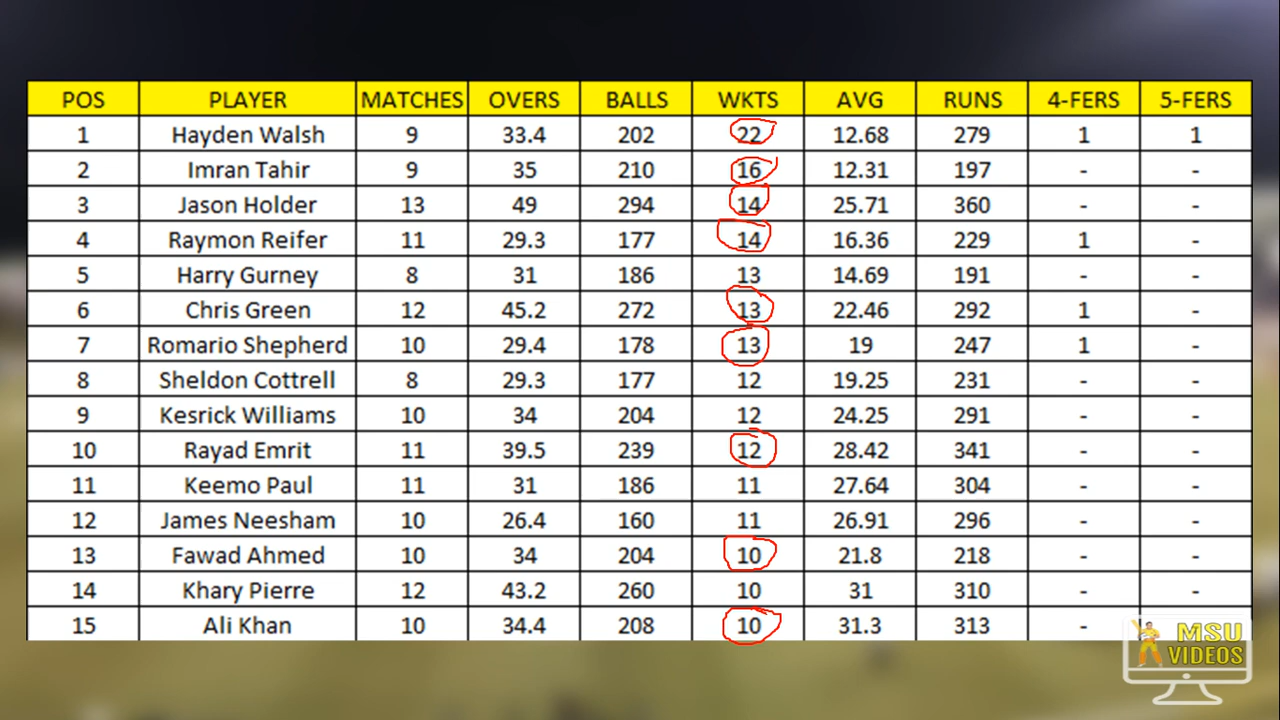 POS PLAYER MATCHES OVERS BALLS WKTS AVG RUNS 4-FERS 5-FERS
1 Hayden Walsh 9 33.4 202 22 12.68 279 1 1
2 Imran Tahir 9 35 210 16 12.31 197 - -
3 Jason Holder 13 49 294 14 25.71 360 - -
4 Raymon Reifer 11 29.3 177 14 16.36 229 1 -
5 Harry Gurney 8 31 186 13 14.69 191 - -
6 Chris Green 12 45.2 272 13 22.46 292 1 -
7 Romario Shepherd 10 29.4 178 13 19 247 1 -
8 Sheldon Cottrell 8 29.3 177 12 19.25 231 - -
9 Kesrick Williams 10 34 204 12 24.25 291 - -
10 Rayad Emrit 11 39.5 239 12 28.42 341 - -
11 Keemo Paul 11 31 186 11 27.64 304 - -
12 James Neesham 10 26.4 160 11 26.91 296 - -
13 Fawad Ahmed 10 34 204 10 21.8 218 - -
14 Khary Pierre 12 43.2 260 10 31 310 - -
15 Ali Khan 10 34.4 208 10 31.3 313 -
MSU
VIDEOS